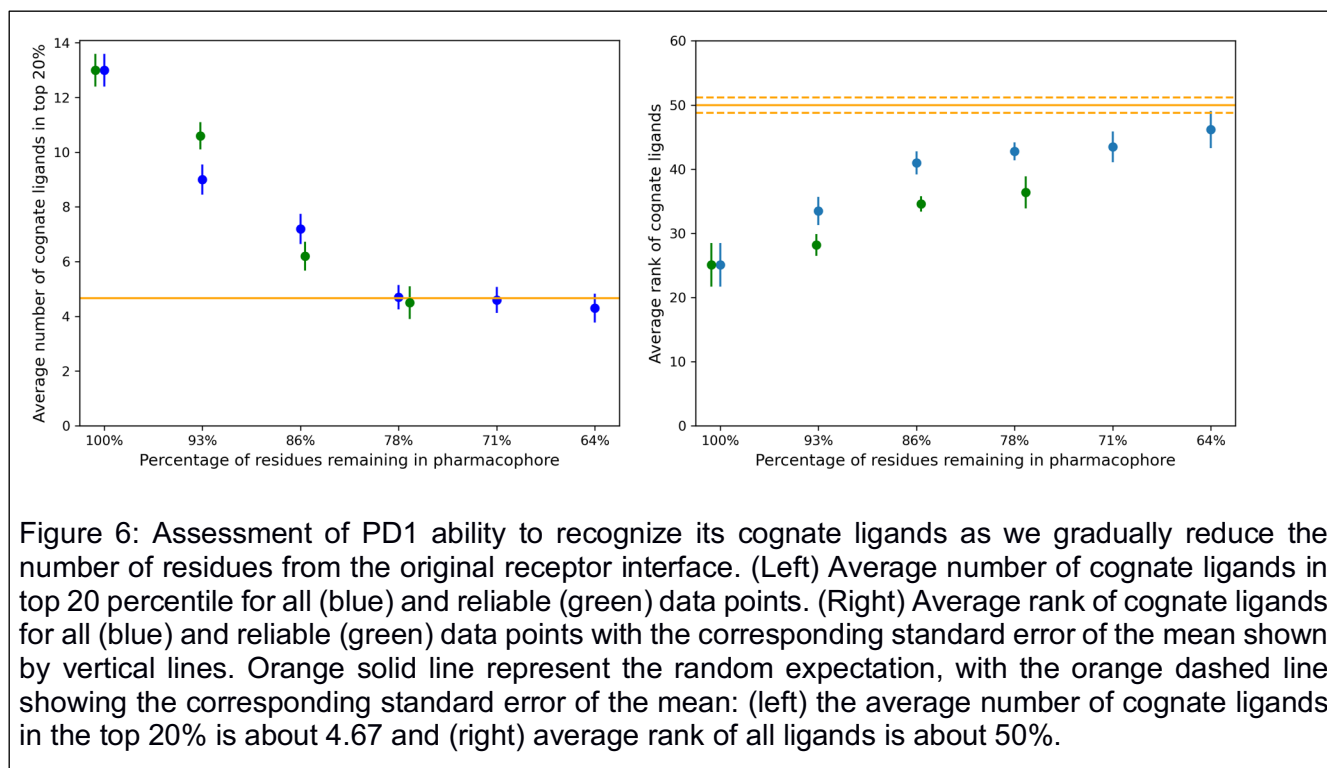 14
12
10
8
6
4
2
0
Average number of cognate ligands in top 20%
100% 93% 86% 78% 71% 64%
Percentage of residues remaining in pharmacophore
60
50
40
30
20
10
0
Average rank of cognate ligands
100% 93% 86% 78% 71% 64%
Percentage of residues remaining in pharmacophore
Figure 6: Assessment of PD1 ability to recognize its cognate ligands as we gradually reduce the
number of residues from the original receptor interface. (Left) Average number of cognate ligands in
top 20 percentile for all (blue) and reliable (green) data points. (Right) Average rank of cognate ligands
for all (blue) and reliable (green) data points with the corresponding standard error of the mean shown
by vertical lines. Orange solid line represent the random expectation, with the orange dashed line
showing the corresponding standard error of the mean: (left) the average number of cognate ligands
in the top 20% is about 4.67 and (right) average rank of all ligands is about 50%.